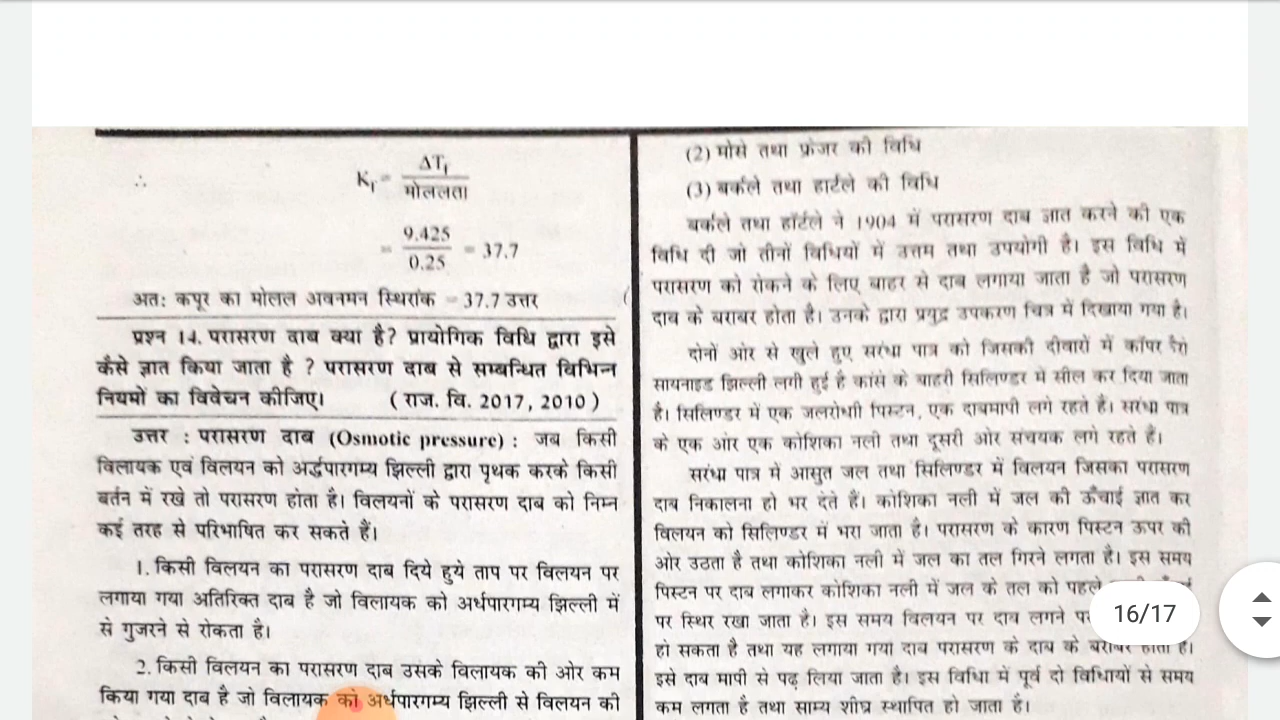 ∴ K_f = ΔT_f / मोललता
= 9.425 / 0.25 = 37.7
अतः कपूर का मोलल अवनमन स्थिरांक = 37.7 उत्तर
प्रश्न 14. परासरण दाब क्या है? प्रायोगिक विधि द्वारा इसे
कैसे ज्ञात किया जाता है ? परासरण दाब से सम्बन्धित विभिन्न
नियमों का विवेचन कीजिए। ( राज. वि. 2017, 2010 )
उत्तर : परासरण दाब (Osmotic pressure) : जब किसी
विलायक एवं विलयन को अर्द्धपारगम्य झिल्ली द्वारा पृथक करके किसी
बर्तन में रखे तो परासरण होता है। विलयनों के परासरण दाब को निम्न
कई तरह से परिभाषित कर सकते हैं।
1. किसी विलयन का परासरण दाब दिये हुये ताप पर विलयन पर
लगाया गया अतिरिक्त दाब है जो विलायक को अर्धपारगम्य झिल्ली में
से गुजरने से रोकता है।
2. किसी विलयन का परासरण दाब उसके विलायक की ओर कम
किया गया दाब है जो विलायक को अर्धपारगम्य झिल्ली से विलयन की
(2) मोर्स तथा फ्रेजर की विधि
(3) बर्कले तथा हार्टले की विधि
बर्कले तथा हॉर्टले ने 1904 में परासरण दाब ज्ञात करने की एक
विधि दी जो तीनों विधियों में उत्तम तथा उपयोगी है। इस विधि में
परासरण को रोकने के लिए बाहर से दाब लगाया जाता है जो परासरण
दाब के बराबर होता है। उनके द्वारा प्रयुक्त उपकरण चित्र में दिखाया गया है।
दोनों ओर से खुले हुए सरंध्र पात्र को जिसकी दीवारों में कॉपर फैरो
सायनाइड झिल्ली लगी हुई है कांसे के बाहरी सिलिण्डर में सील कर दिया जाता
है। सिलिण्डर में एक जलरोधी पिस्टन, एक दाबमापी लगे रहते हैं। सरंध्र पात्र
के एक ओर एक कोशिका नली तथा दूसरी ओर संचयक लगे रहते हैं।
सरंध्र पात्र में आसुत जल तथा सिलिण्डर में विलयन जिसका परासरण
दाब निकालना हो भर देते हैं। कोशिका नली में जल की ऊँचाई ज्ञात कर
विलयन को सिलिण्डर में भरा जाता है। परासरण के कारण पिस्टन ऊपर की
ओर उठता है तथा कोशिका नली में जल का तल गिरने लगता है। इस समय
पिस्टन पर दाब लगाकर कोशिका नली में जल के तल को पहले
पर स्थिर रखा जाता है। इस समय विलयन पर दाब लगने
हो सकता है तथा यह लगाया गया दाब परासरण के दाब के बराबर होता है।
इसे दाब मापी से पढ़ लिया जाता है। इस विधि में पूर्व दो विधियों से समय
कम लगता है तथा साम्य शीघ्र स्थापित हो जाता है।
16/17